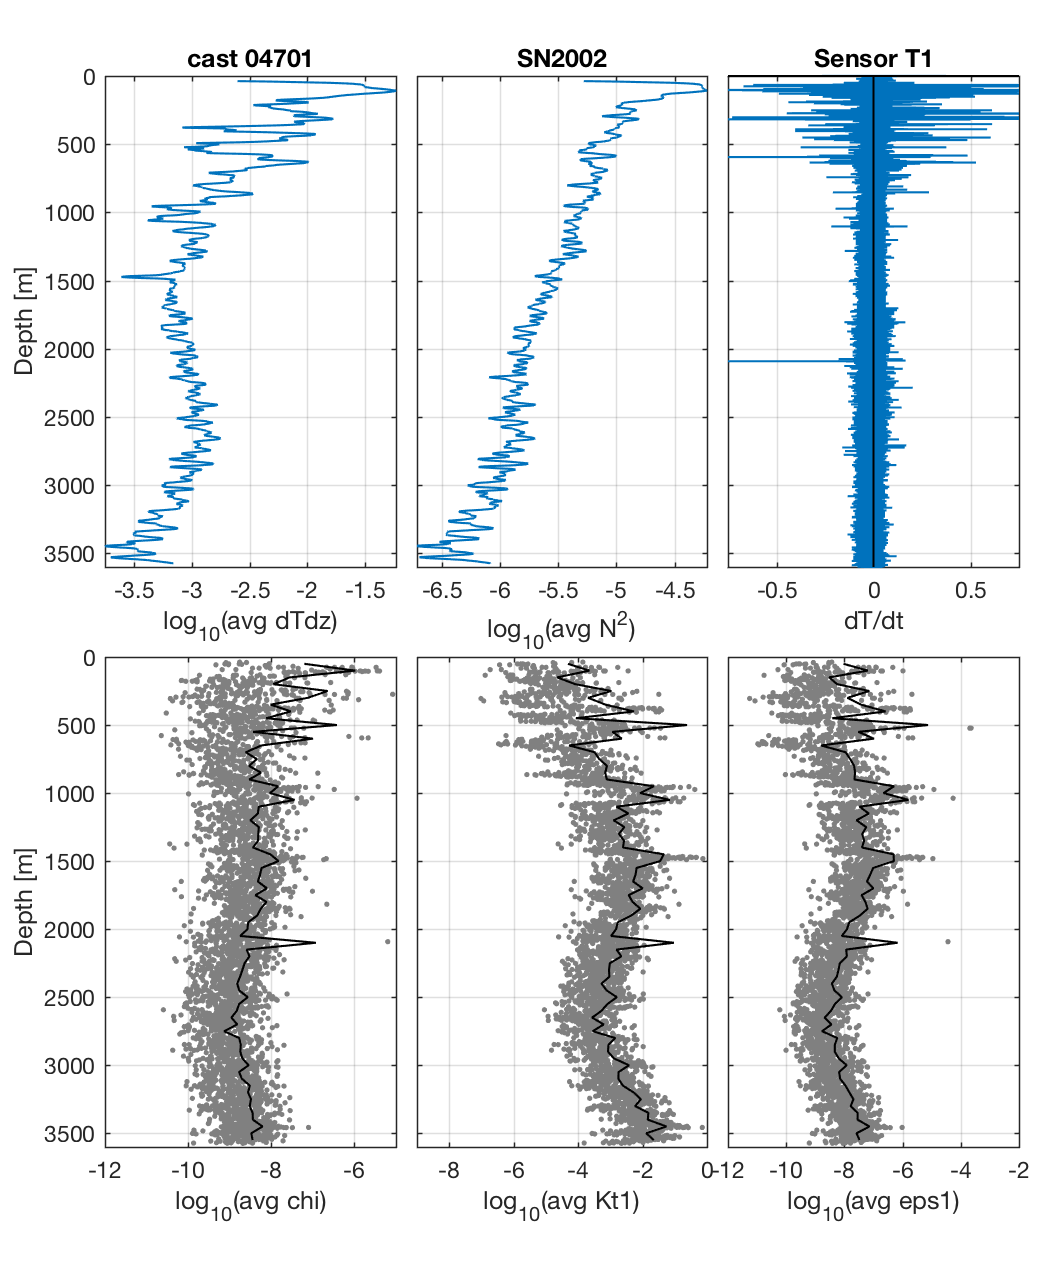 cast 04701 SN2002 Sensor T1
0
500
1000
1500
2000
2500
3000
3500
Depth [m]
-3.5 -3 -2.5 -2 -1.5 -6.5 -6 -5.5 -5 -4.5 -0.5 0 0.5
log10(avg dTdz) log10(avg N2) dT/dt
0
500
1000
1500
2000
2500
3000
3500
Depth [m]
-12 -10 -8 -6 -8 -6 -4 -2 0 -12 -10 -8 -6 -4 -2
log10(avg chi) log10(avg Kt1) log10(avg eps1)